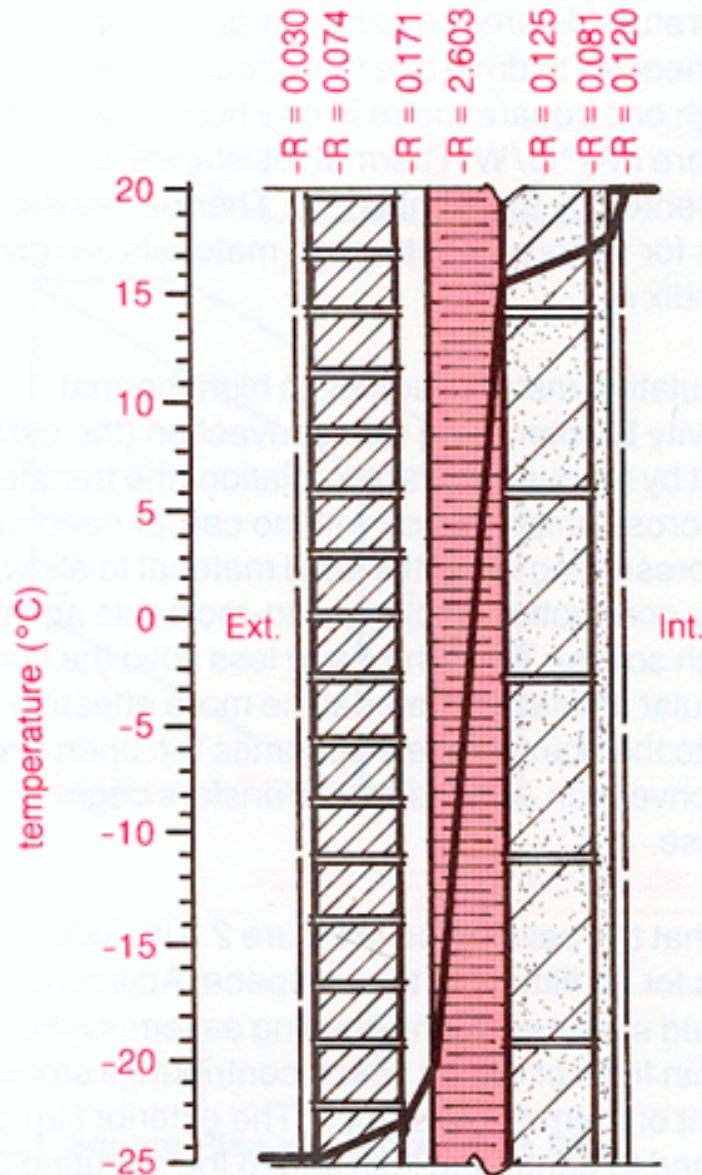 R = 0.030
R = 0.074
R = 0.171
R = 2.603
R = 0.125
R = 0.081
R = 0.120
20
15
10
5
0
-5
-10
-15
-20
-25
temperature (°C)
Ext.
Int.